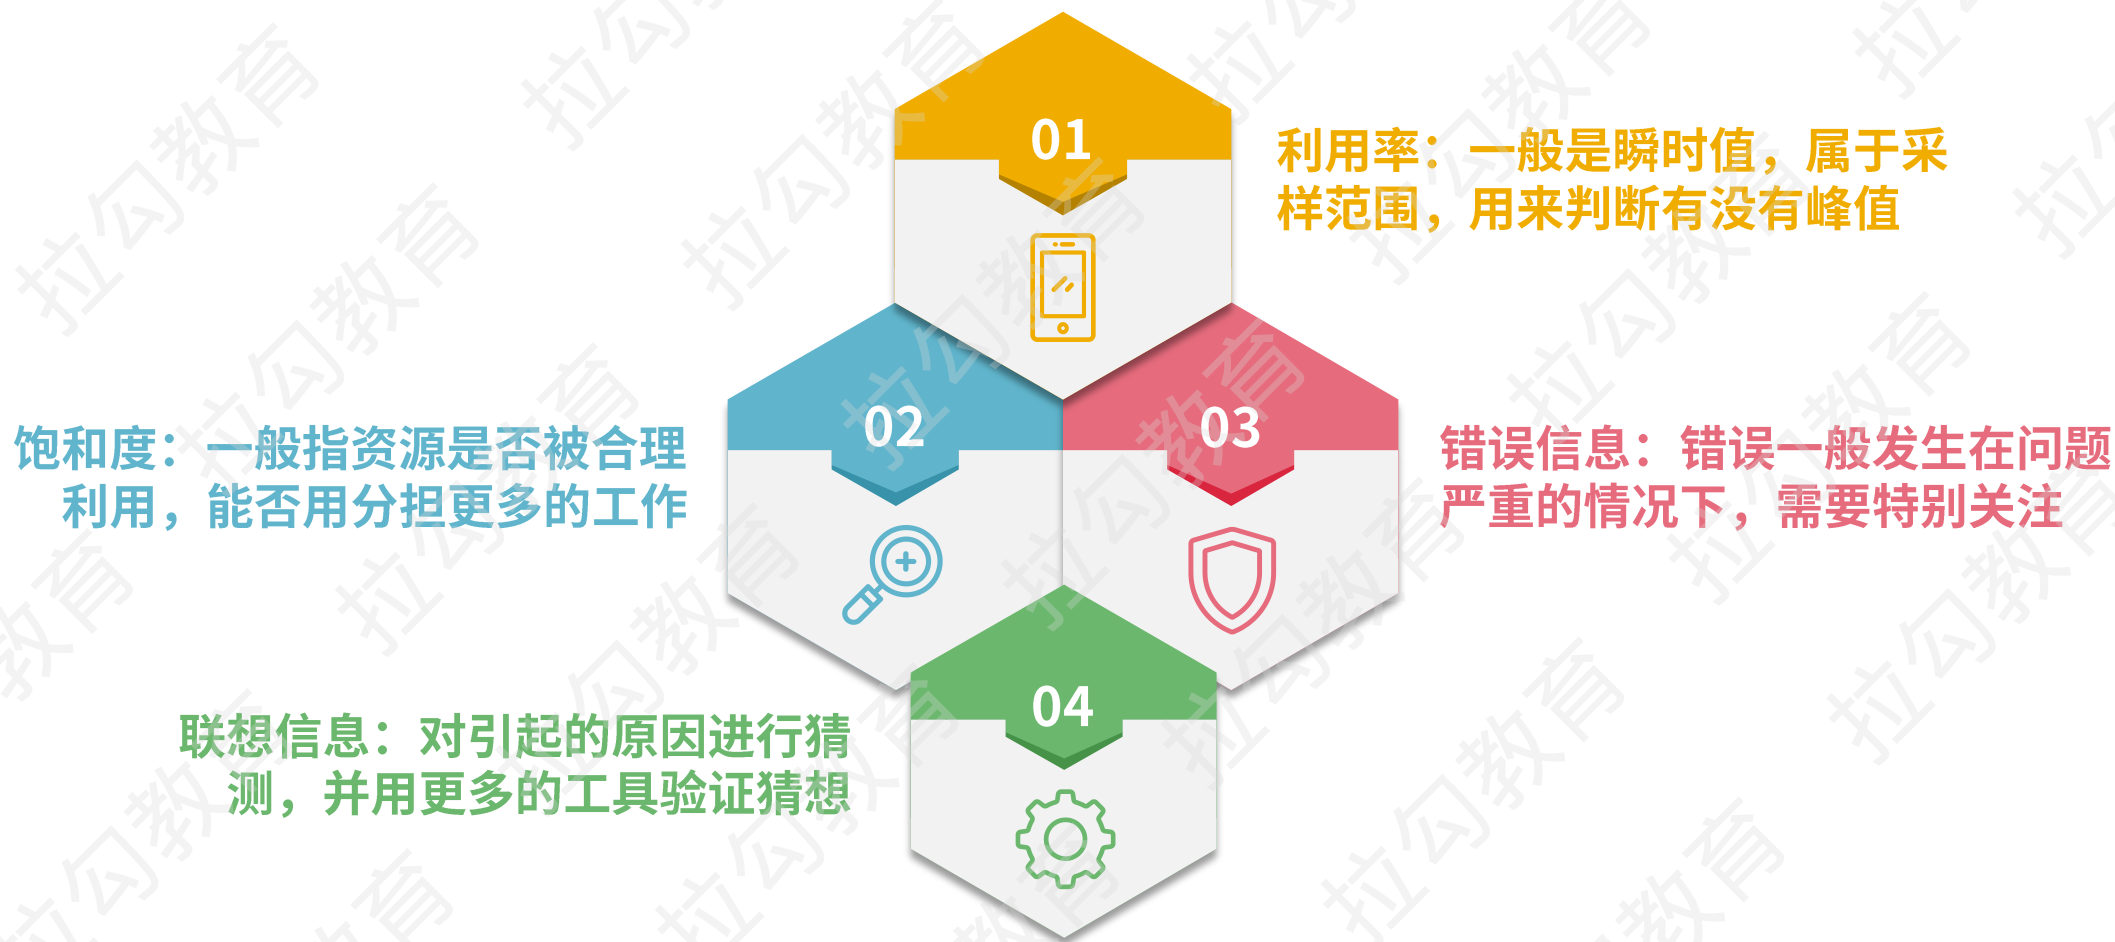 01
利用率：一般是瞬时值，属于采
样范围，用来判断有没有峰值
02
饱和度：一般指资源是否被合理
利用，能否用分担更多的工作
03
错误信息：错误一般发生在问题
严重的情况下，需要特别关注
04
联想信息：对引起的原因进行猜
测，并用更多的工具验证猜想
拉勾教育